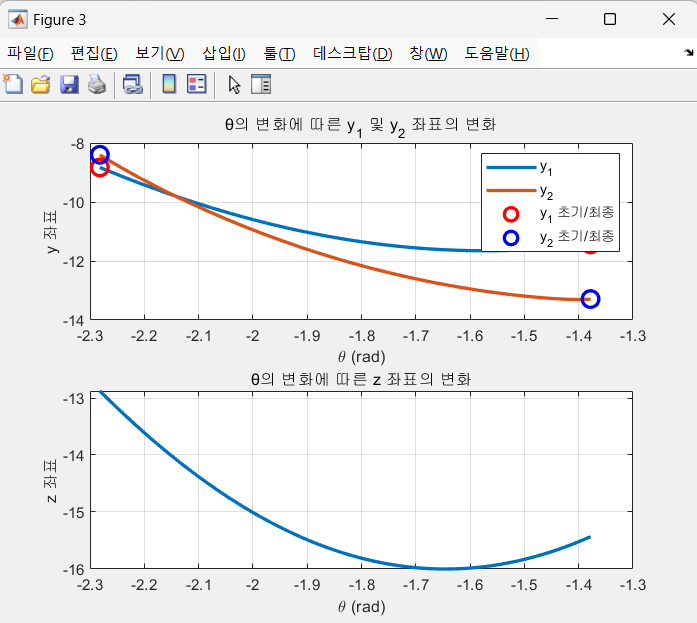 Figure 3
파일(F) 편집(E) 보기(V) 삽입(I) 툴(T) 데스크탑(D) 창(W) 도움말(H)
θ의 변화에 따른 y₁ 및 y₂ 좌표의 변화
y 좌표
-8
-10
-12
-14
y₁
y₂
y₁ 초기/최종
y₂ 초기/최종
-2.3 -2.2 -2.1 -2 -1.9 -1.8 -1.7 -1.6 -1.5 -1.4 -1.3
θ (rad)
θ의 변화에 따른 z 좌표의 변화
z 좌표
-13
-14
-15
-16
-2.3 -2.2 -2.1 -2 -1.9 -1.8 -1.7 -1.6 -1.5 -1.4 -1.3
θ (rad)